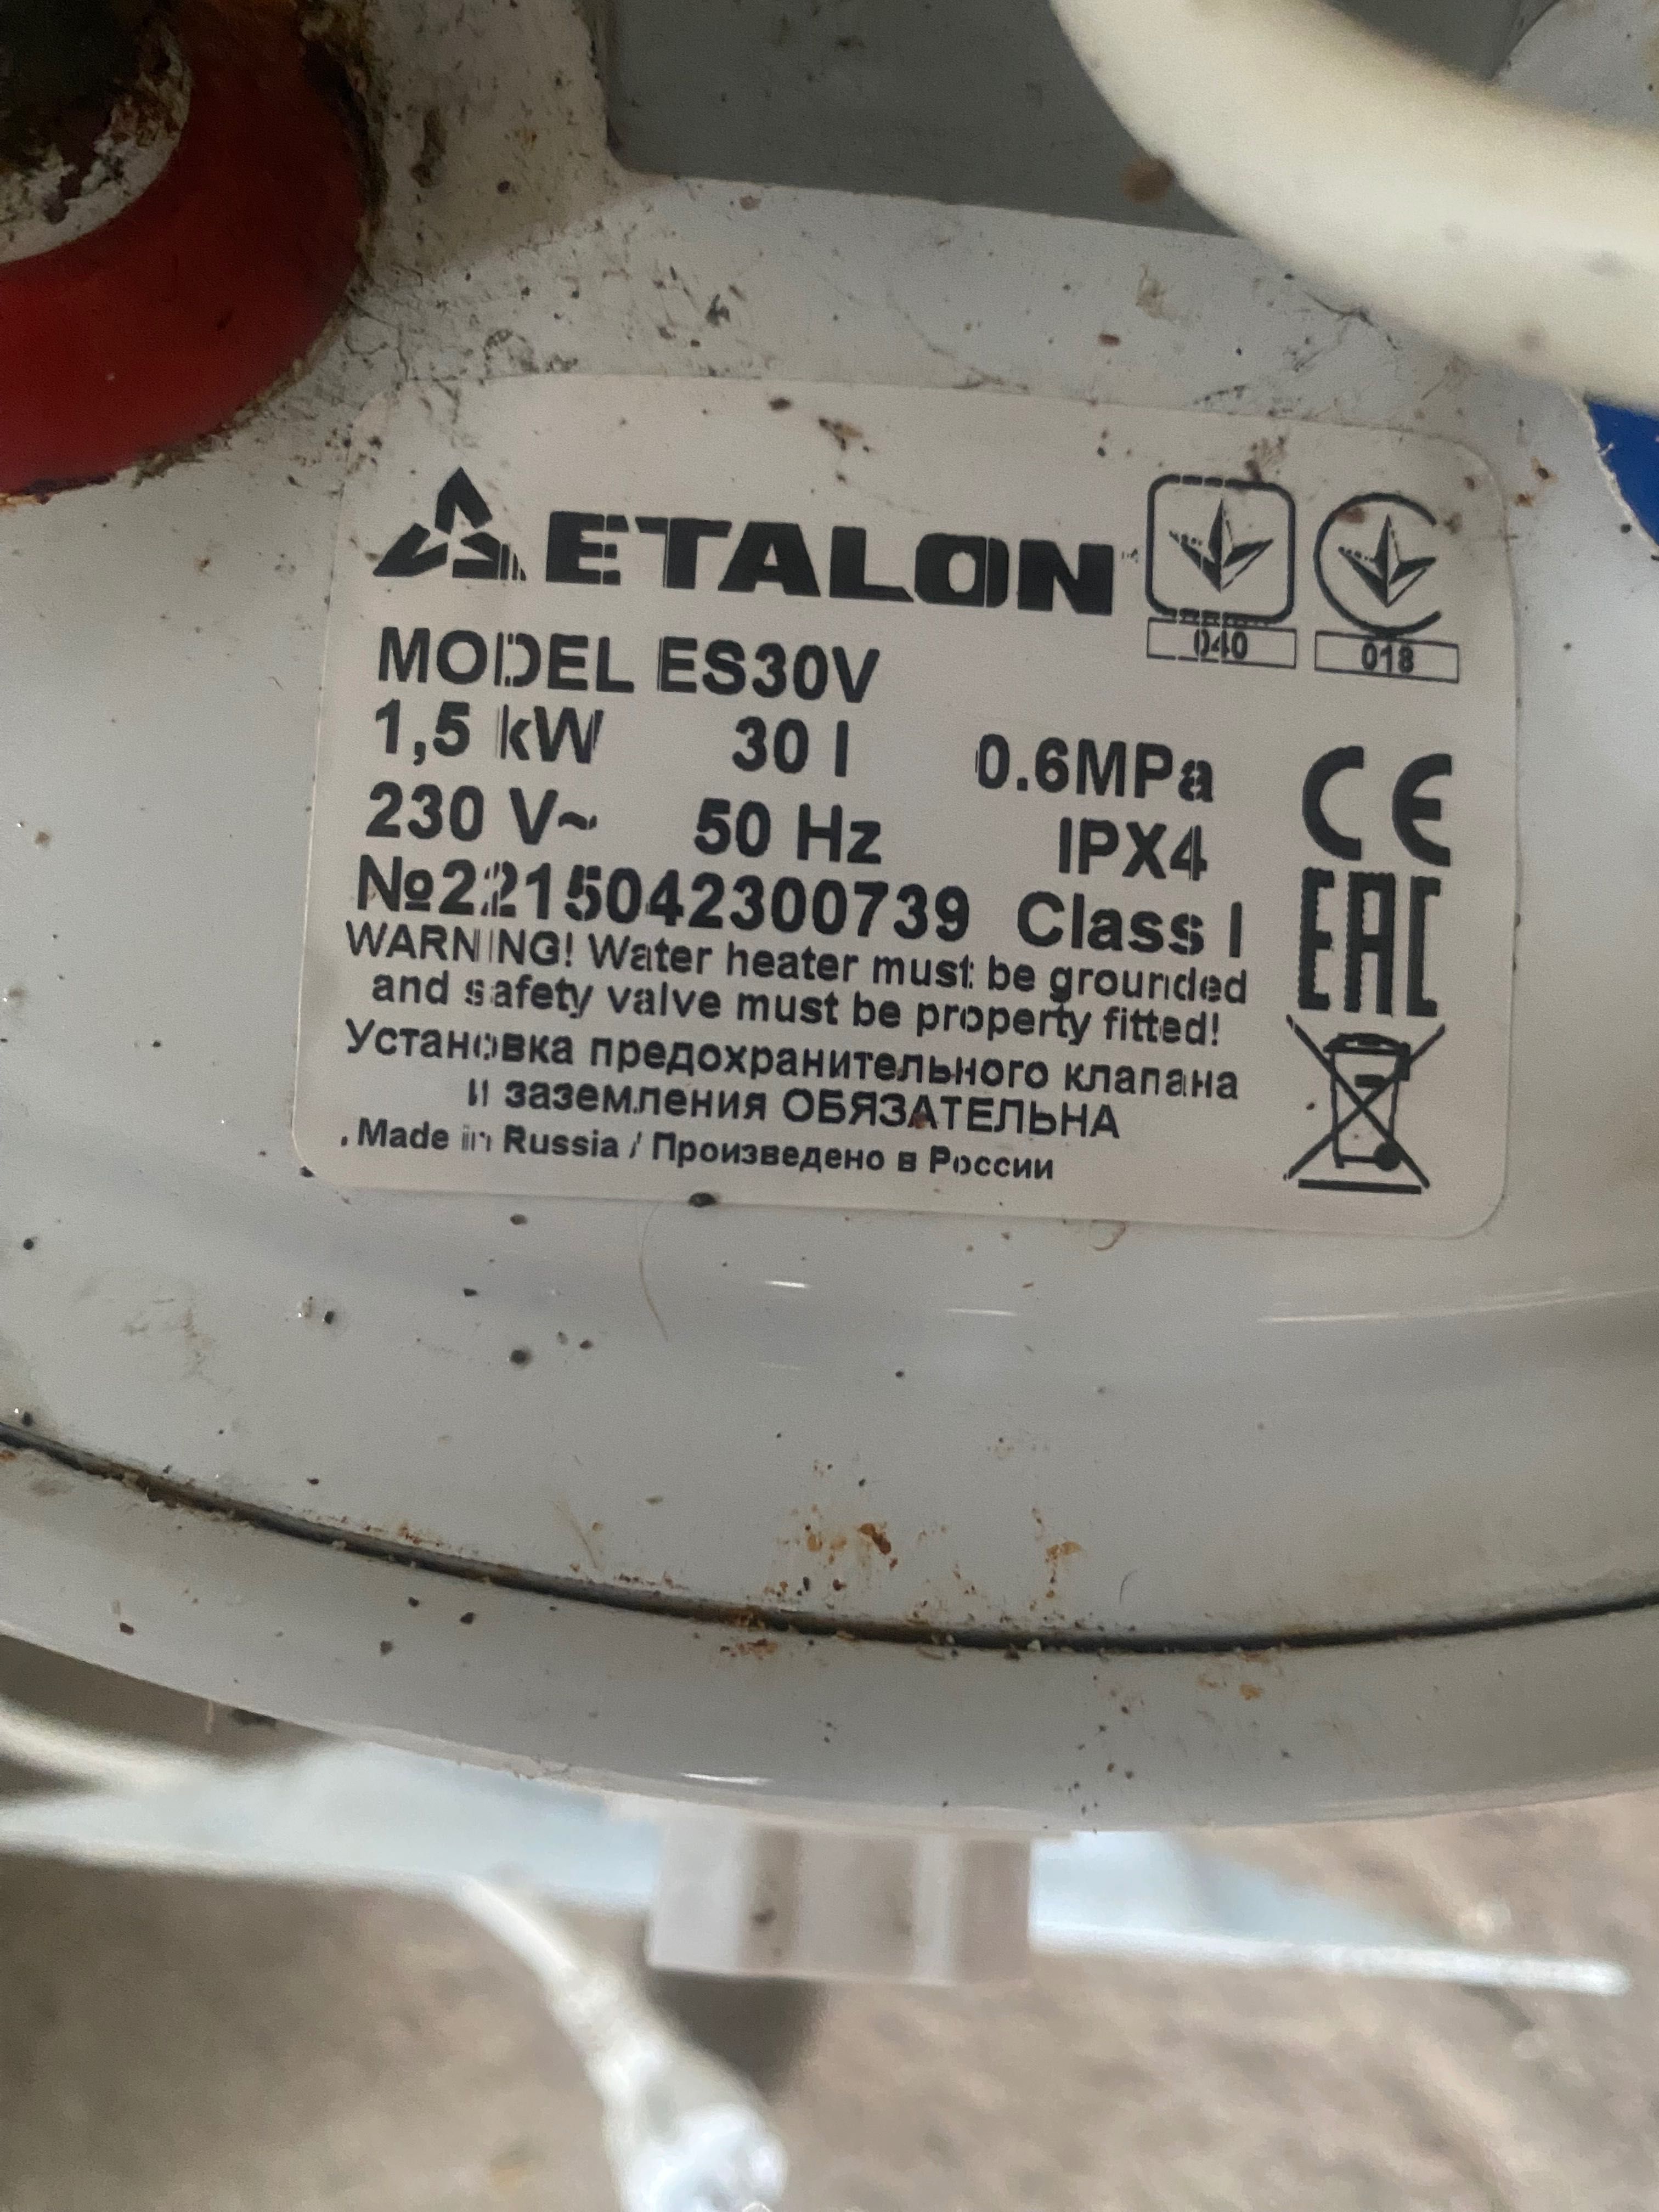 ETALON
040 018
MODEL ES30V
1,5 kW 30 l 0.6MPa
230 V~ 50 Hz IPX4
CE
№2215042300739 Class I
EAC
WARNING! Water heater must be grounded
and safety valve must be property fitted!
Установка предохранительного клапана
и заземления ОБЯЗАТЕЛЬНА
Made in Russia / Произведено в России